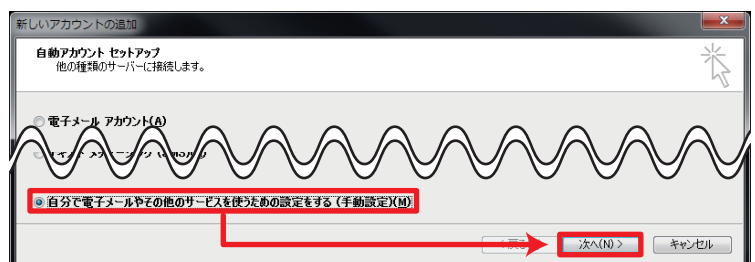 新しいアカウントの追加
自動アカウント セットアップ
他の種類のサーバーに接続します。
電子メール アカウント(A)
自分で電子メールやその他のサービスを使うための設定をする (手動設定)(M)
次へ(N) >
キャンセル